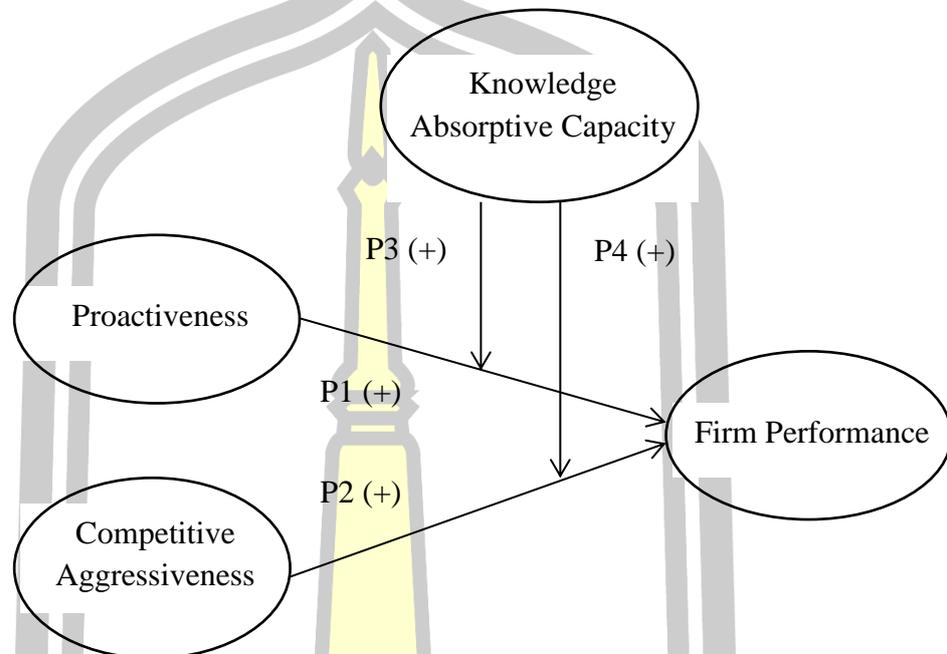 Knowledge
Absorptive Capacity
P3 (+)
P4 (+)
Proactiveness
P1 (+)
Firm Performance
P2 (+)
Competitive
Aggressiveness